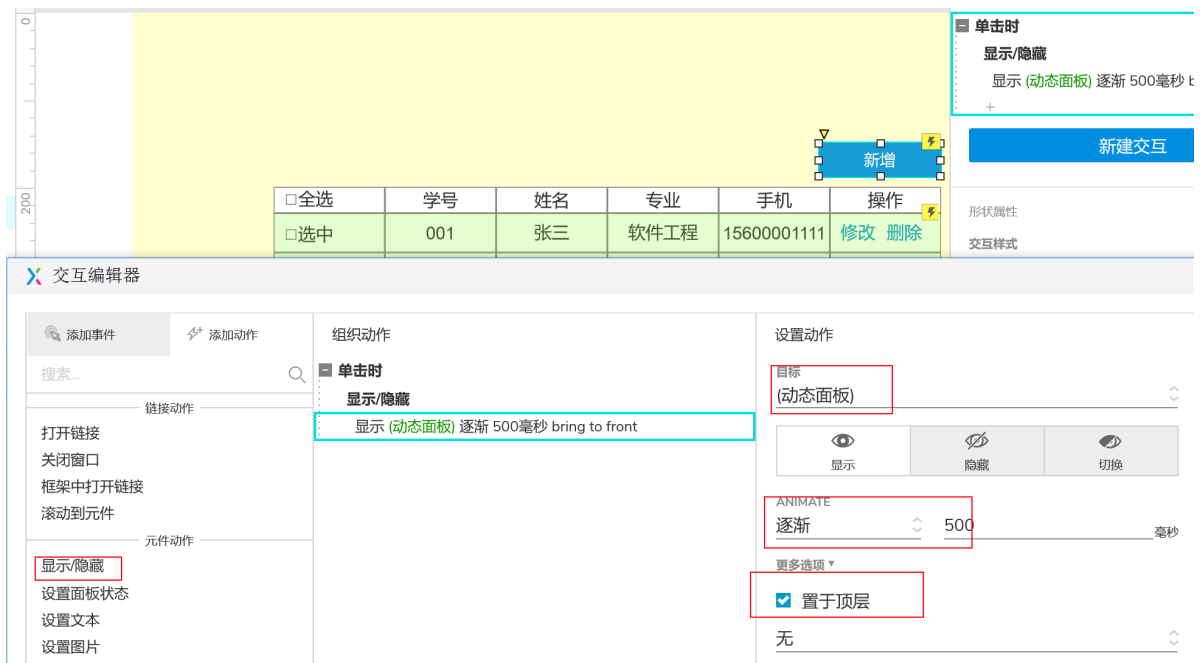 0
单击时
显示/隐藏
显示 (动态面板) 逐渐 500毫秒 b
+
新增
新建交互
200
□全选 学号 姓名 专业 手机 操作
□选中 001 张三 软件工程 15600001111 修改 删除
形状属性
交互样式
交互编辑器
添加事件 添加动作 组织动作 设置动作
搜索...
单击时
目标
(动态面板)
显示/隐藏
显示 (动态面板) 逐渐 500毫秒 bring to front
链接动作
打开链接
关闭窗口
框架中打开链接
滚动到元件
显示 隐藏 切换
ANIMATE
逐渐 500 毫秒
元件动作
显示/隐藏
设置面板状态
设置文本
设置图片
更多选项▼
置于顶层
无